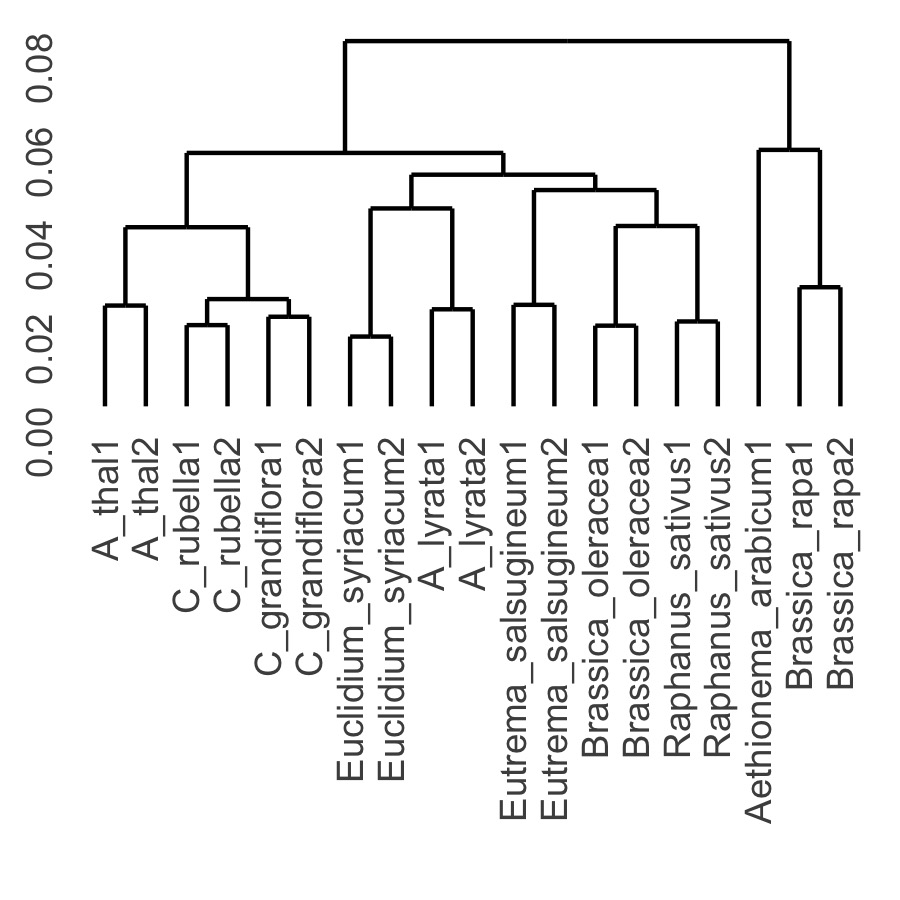 0.00 0.02 0.04 0.06 0.08
A_thal1
A_thal2
C_rubella1
C_rubella2
C_grandiflora1
C_grandiflora2
Euclidium_syriacum1
Euclidium_syriacum2
A_lyrata1
A_lyrata2
Eutrema_salsugineum1
Eutrema_salsugineum2
Brassica_oleracea1
Brassica_oleracea2
Raphanus_sativus1
Raphanus_sativus2
Aethionema_arabicum1
Brassica_rapa1
Brassica_rapa2